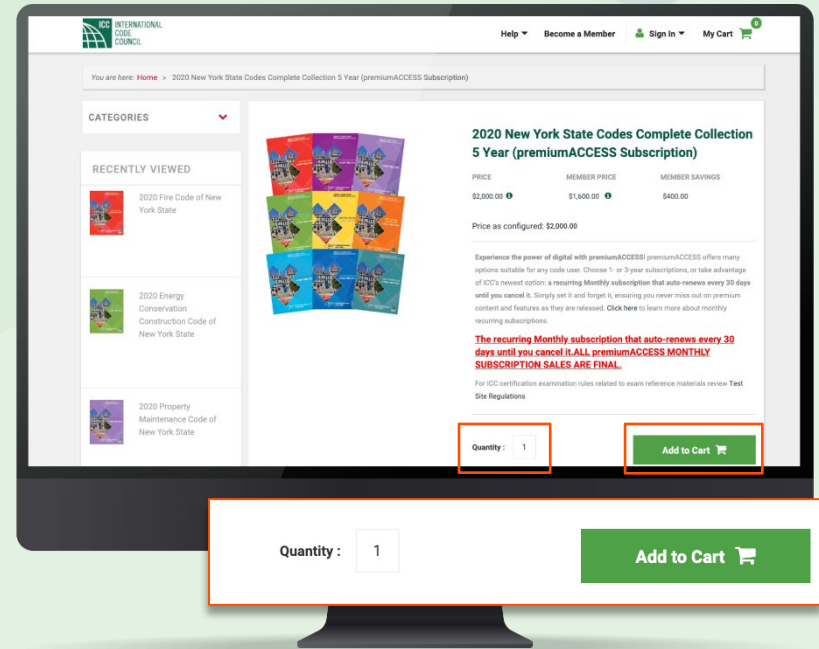 ICC INTERNATIONAL
CODE
COUNCIL
Help
Become a Member
Sign In
My Cart
0
You are here: Home > 2020 New York State Codes Complete Collection 5 Year (premiumACCESS Subscription)
CATEGORIES
RECENTLY VIEWED
2020 Fire Code of New
York State
2020 Energy
Conservation
Construction Code of
New York State
2020 Property
Maintenance Code of
New York State
2020 New York State Codes Complete Collection
5 Year (premiumACCESS Subscription)
PRICE MEMBER PRICE MEMBER SAVINGS
$2,000.00 $1,600.00 $400.00
Price as configured: $2,000.00
Experience the power of digital with premiumACCESS! premiumACCESS offers many
options suitable for any code user. Choose 1- or 3-year subscriptions, or take advantage
of ICC's newest option: a recurring Monthly subscription that auto-renews every 30 days
until you cancel it. Simply set it and forget it, ensuring you never miss out on premium
content and features as they are released. Click here to learn more about monthly
recurring subscriptions.
The recurring Monthly subscription that auto-renews every 30
days until you cancel it.ALL premiumACCESS MONTHLY
SUBSCRIPTION SALES ARE FINAL.
For ICC certification examination rules related to exam reference materials review Test
Site Regulations
Quantity : 1
Add to Cart
Quantity : 1
Add to Cart